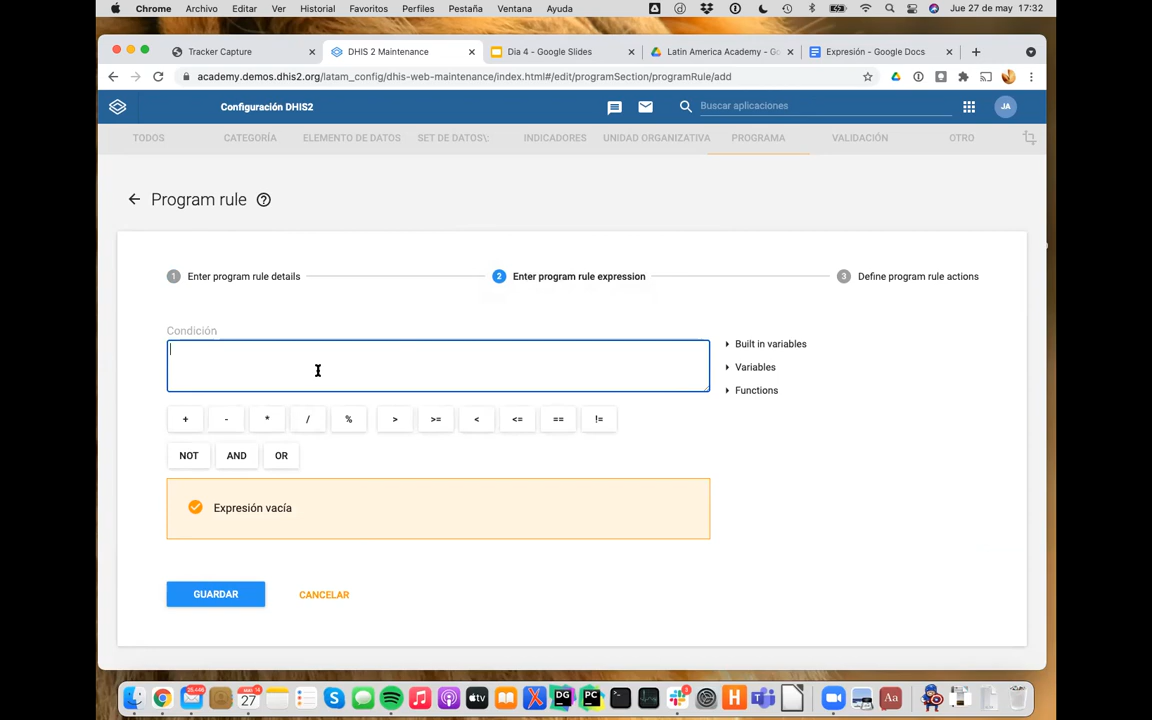 Chrome Archivo Editar Ver Historial Favoritos Perfiles Pestaña Ventana Ayuda Jue 27 de may 17:32
Tracker Capture DHIS 2 Maintenance Dia 4 - Google Slides Latin America Academy - Go Expresión - Google Docs
academy.demos.dhis2.org/latam_config/dhis-web-maintenance/index.html#/edit/programSection/programRule/add
Configuración DHIS2 Buscar aplicaciones JA
TODOS CATEGORÍA ELEMENTO DE DATOS SET DE DATOS\; INDICADORES UNIDAD ORGANIZATIVA PROGRAMA VALIDACIÓN OTRO
Program rule
1 Enter program rule details 2 Enter program rule expression 3 Define program rule actions
Condición
Built in variables
Variables
Functions
+ - * / % > >= < <= == !=
NOT AND OR
Expresión vacía
GUARDAR CANCELAR
27
DG PC H Aa